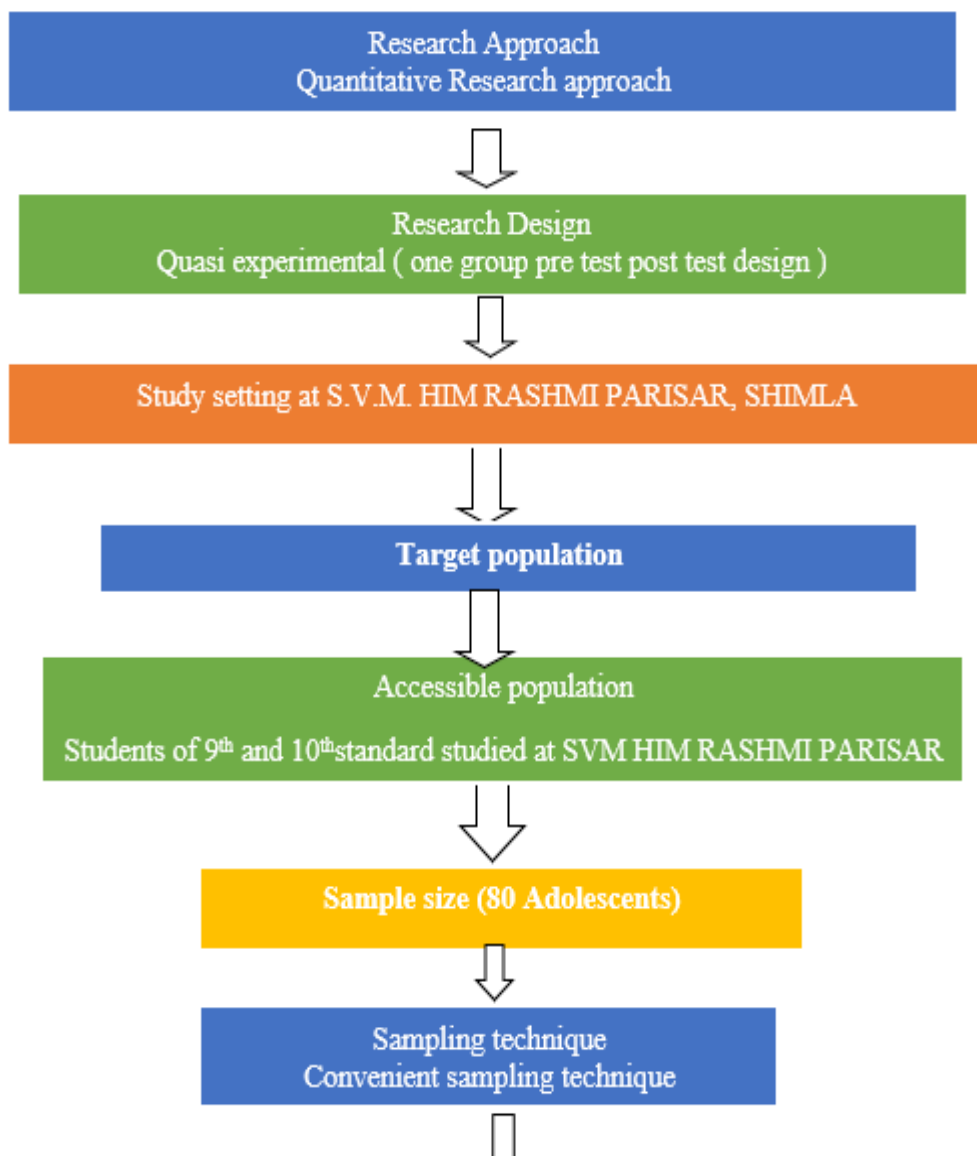 Research Approach
Quantitative Research approach
Research Design
Quasi experimental ( one group pre test post test design )
Study setting at S.V.M. HIM RASHMI PARISAR, SHIMLA
Target population
Accessible population
Students of 9th and 10thstandard studied at SVM HIM RASHMI PARISAR
Sample size (80 Adolescents)
Sampling technique
Convenient sampling technique